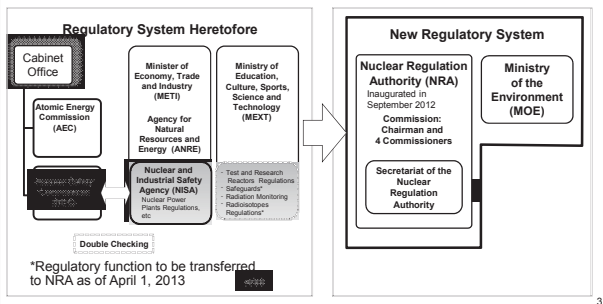 Regulatory System Heretofore
Cabinet
Office
Atomic Energy
Commission
(AEC)
Minister of
Economy, Trade
and Industry
(METI)
Agency for
Natural
Resources and
Energy (ANRE)
Nuclear and
Industrial Safety
Agency (NISA)
Nuclear Power
Plants Regulations,
etc
Ministry of
Education,
Culture, Sports,
Science and
Technology
(MEXT)
- Test and Research
Reactors Regulations
- Safeguards*
- Radiation Monitoring
- Radioisotopes
Regulations*
Double Checking
*Regulatory function to be transferred
to NRA as of April 1, 2013
New Regulatory System
Nuclear Regulation
Authority (NRA)
Inaugurated in
September 2012
Commission:
Chairman and
4 Commissioners
Secretariat of the
Nuclear
Regulation
Authority
Ministry
of the
Environment
(MOE)
3